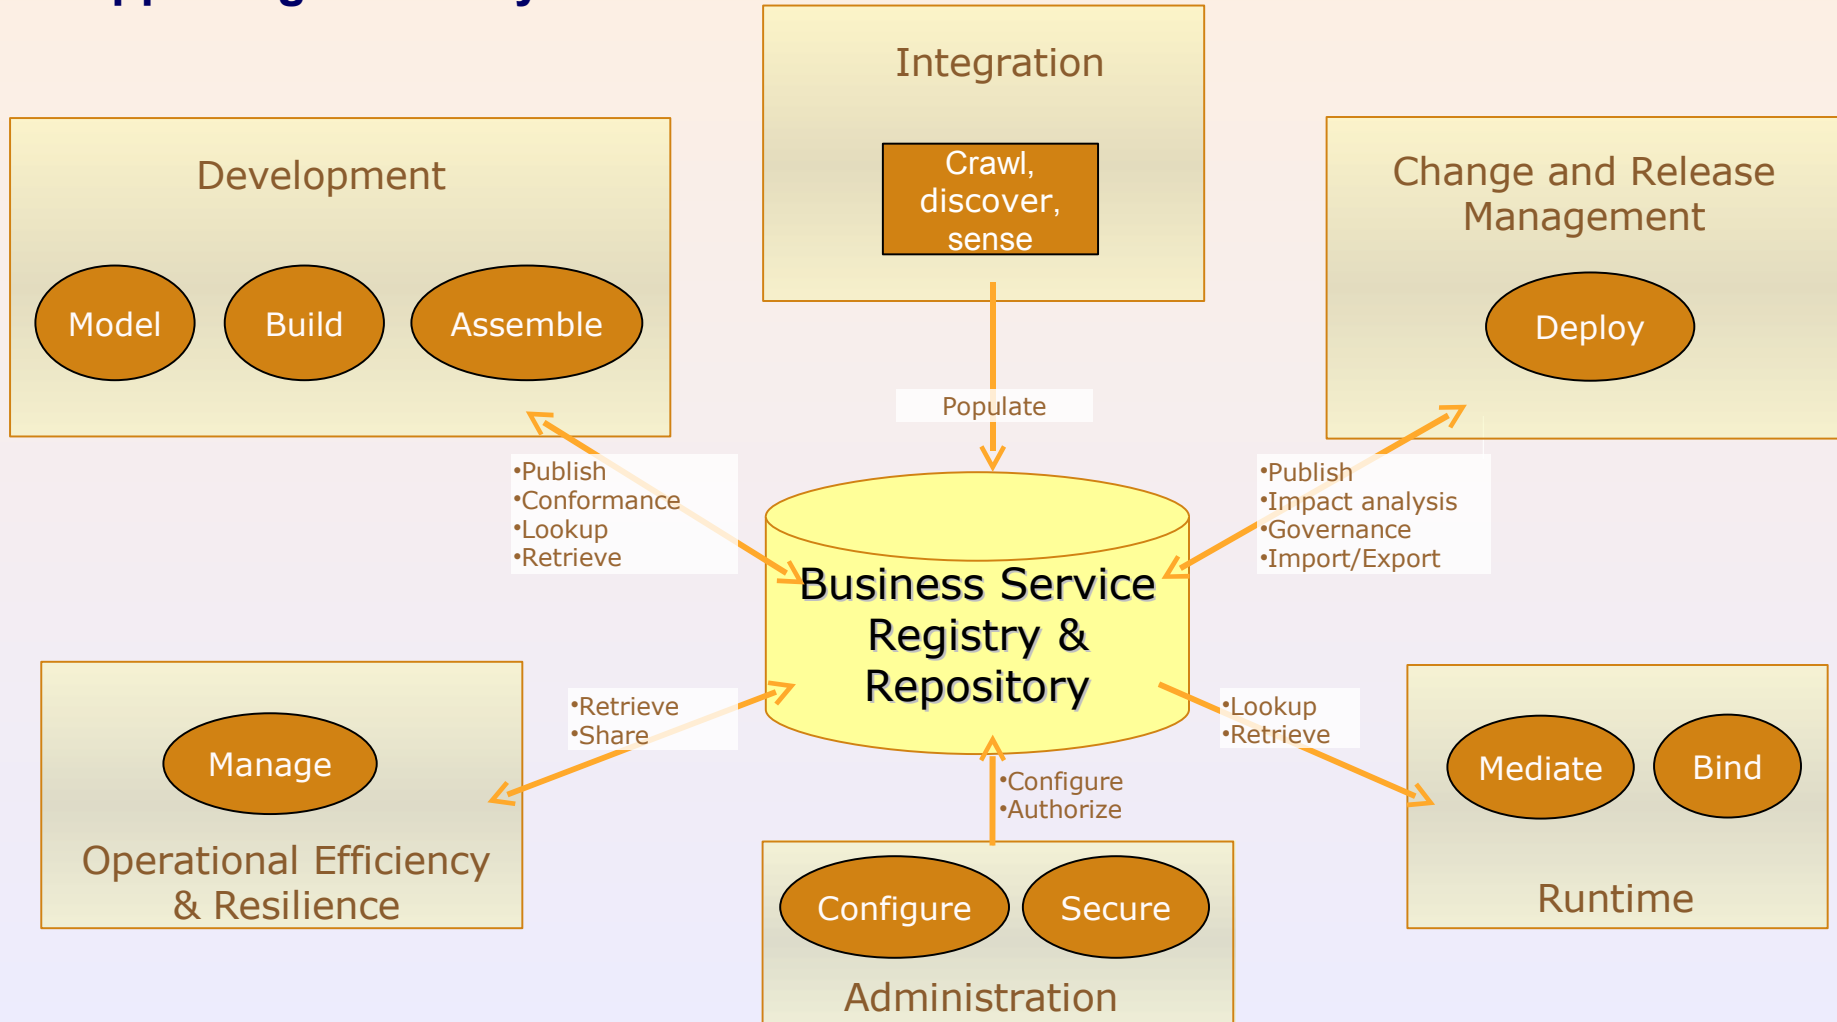 Integration
Crawl,
discover,
sense
Development
Model
Build
Assemble
Change and Release
Management
Deploy
Populate
•Publish
•Conformance
•Lookup
•Retrieve
•Publish
•Impact analysis
•Governance
•Import/Export
Business Service
Registry &
Repository
•Retrieve
•Share
Manage
Operational Efficiency
& Resilience
•Lookup
•Retrieve
Mediate
Bind
Runtime
•Configure
•Authorize
Configure
Secure
Administration